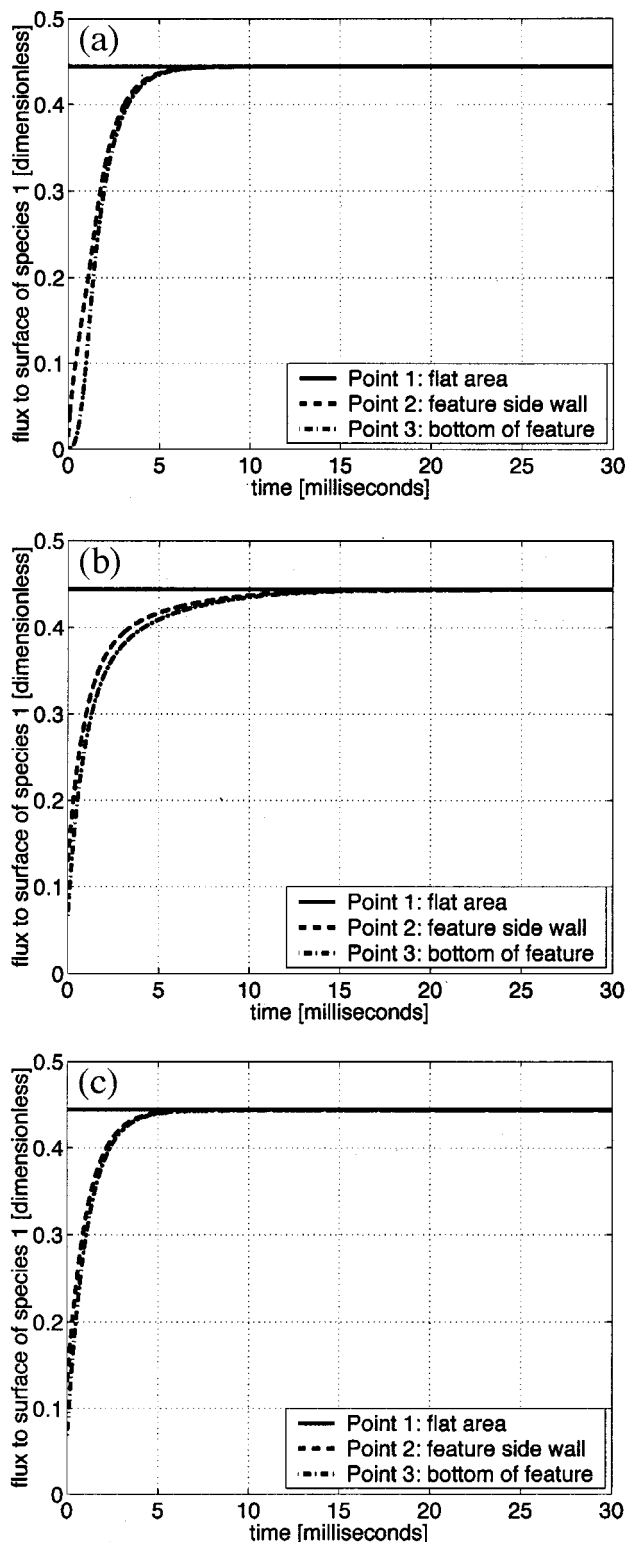 (a)
0.5
0.4
0.3
0.2
0.1
0
flux to surface of species 1 [dimensionless]
Point 1: flat area
Point 2: feature side wall
Point 3: bottom of feature
0 5 10 15 20 25 30
time [milliseconds]
(b)
0.5
0.4
0.3
0.2
0.1
0
flux to surface of species 1 [dimensionless]
Point 1: flat area
Point 2: feature side wall
Point 3: bottom of feature
0 5 10 15 20 25 30
time [milliseconds]
(c)
0.5
0.4
0.3
0.2
0.1
0
flux to surface of species 1 [dimensionless]
Point 1: flat area
Point 2: feature side wall
Point 3: bottom of feature
0 5 10 15 20 25 30
time [milliseconds]